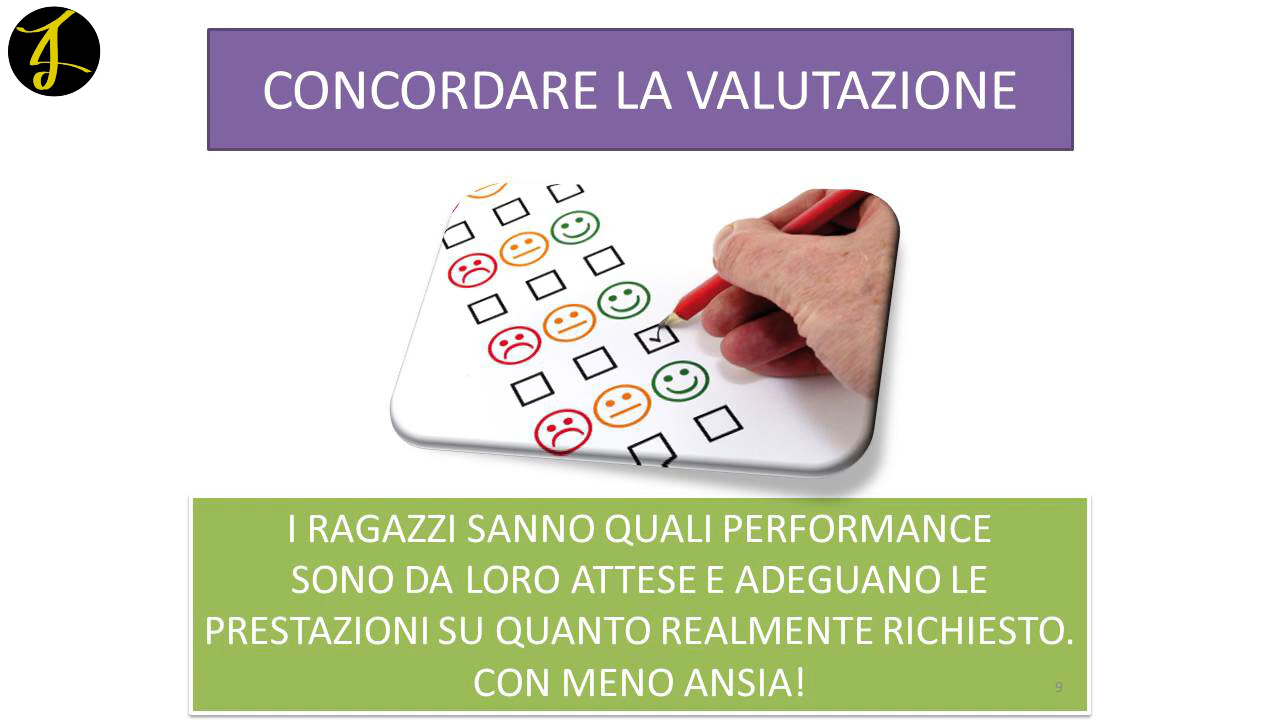 CONCORDARE LA VALUTAZIONE
I RAGAZZI SANNO QUALI PERFORMANCE
SONO DA LORO ATTESE E ADEGUANO LE
PRESTAZIONI SU QUANTO REALMENTE RICHIESTO.
CON MENO ANSIA!
9